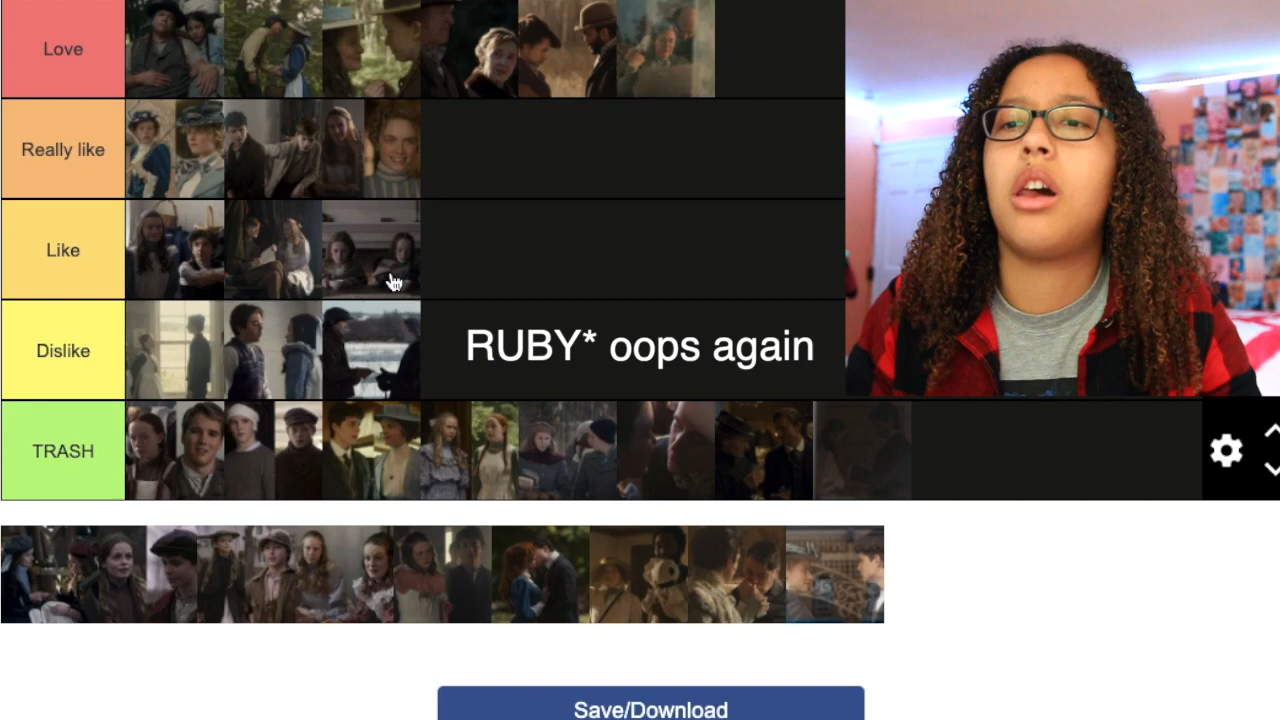 Love
Really like
Like
Dislike
RUBY* oops again
TRASH
Save/Download